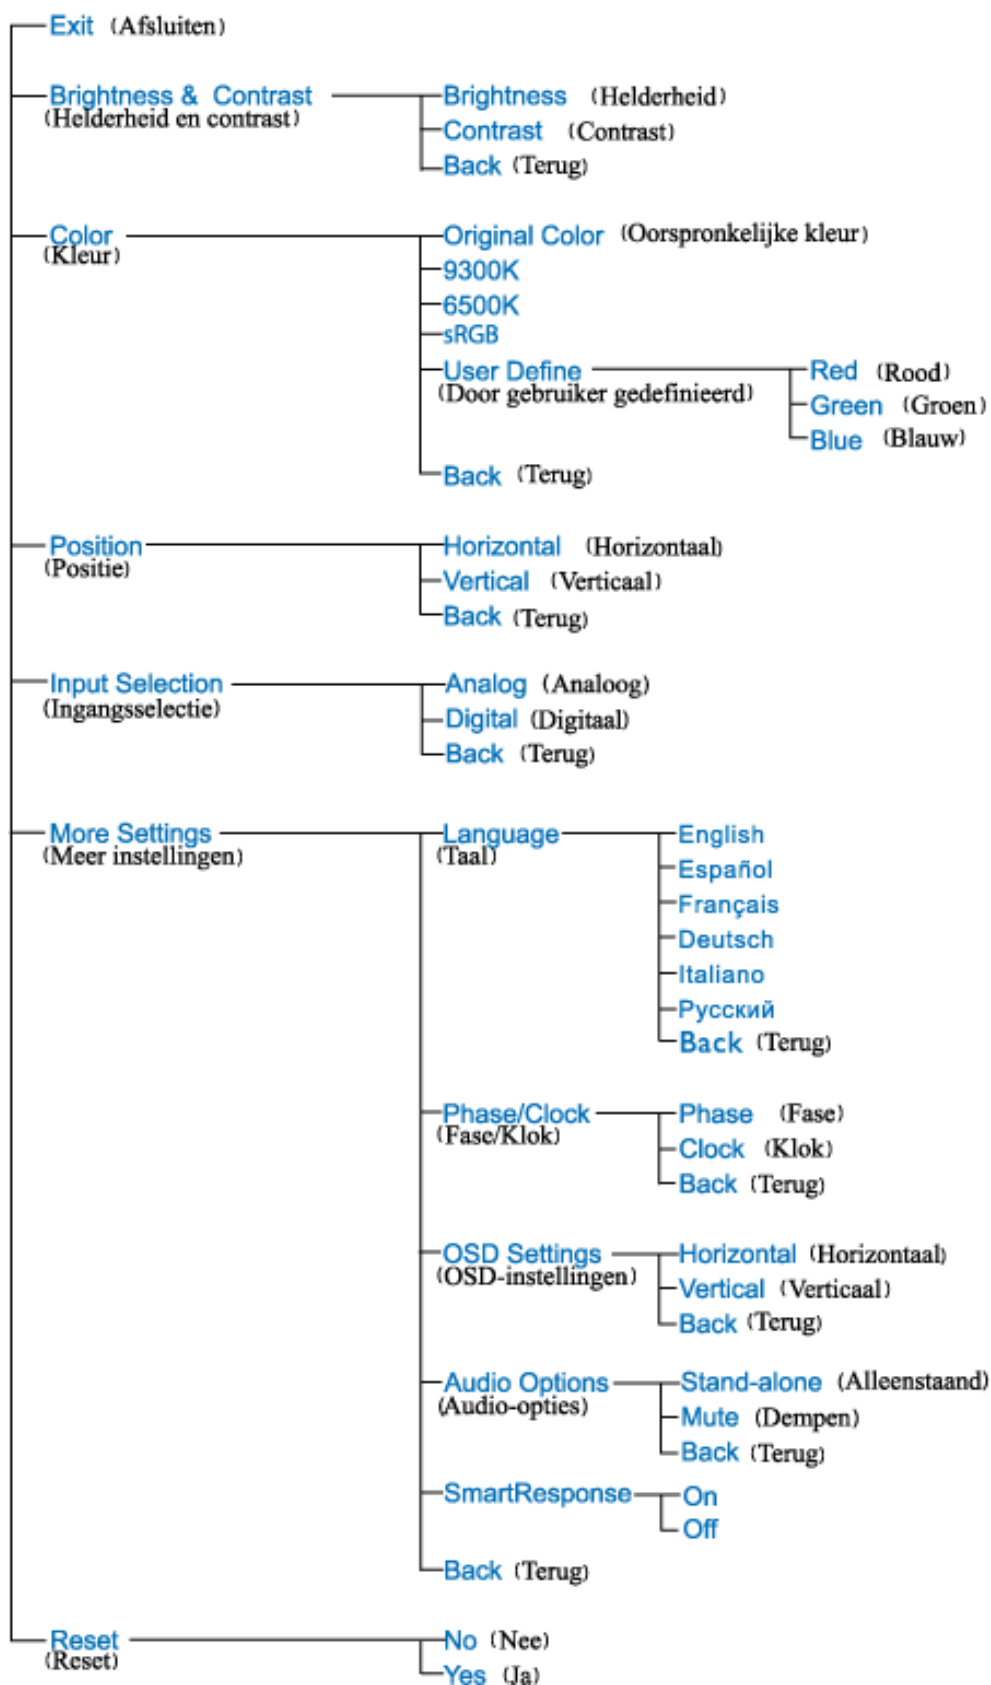 Exit (Afsluiten)
Brightness & Contrast
(Helderheid en contrast)
Brightness (Helderheid)
Contrast (Contrast)
Back (Terug)
Color
(Kleur)
Original Color (Oorspronkelijke kleur)
9300K
6500K
sRGB
User Define
(Door gebruiker gedefinieerd)
Red (Rood)
Green (Groen)
Blue (Blauw)
Back (Terug)
Position
(Positie)
Horizontal (Horizontaal)
Vertical (Verticaal)
Back (Terug)
Input Selection
(Ingangsselectie)
Analog (Analoog)
Digital (Digitaal)
Back (Terug)
More Settings
(Meer instellingen)
Language
(Taal)
English
Español
Français
Deutsch
Italiano
Русский
Back (Terug)
Phase/Clock
(Fase/Klok)
Phase (Fase)
Clock (Klok)
Back (Terug)
OSD Settings
(OSD-instellingen)
Horizontal (Horizontaal)
Vertical (Verticaal)
Back (Terug)
Audio Options
(Audio-opties)
Stand-alone (Alleenstaand)
Mute (Dempen)
Back (Terug)
SmartResponse
On
Off
Back (Terug)
Reset
(Reset)
No (Nee)
Yes (Ja)